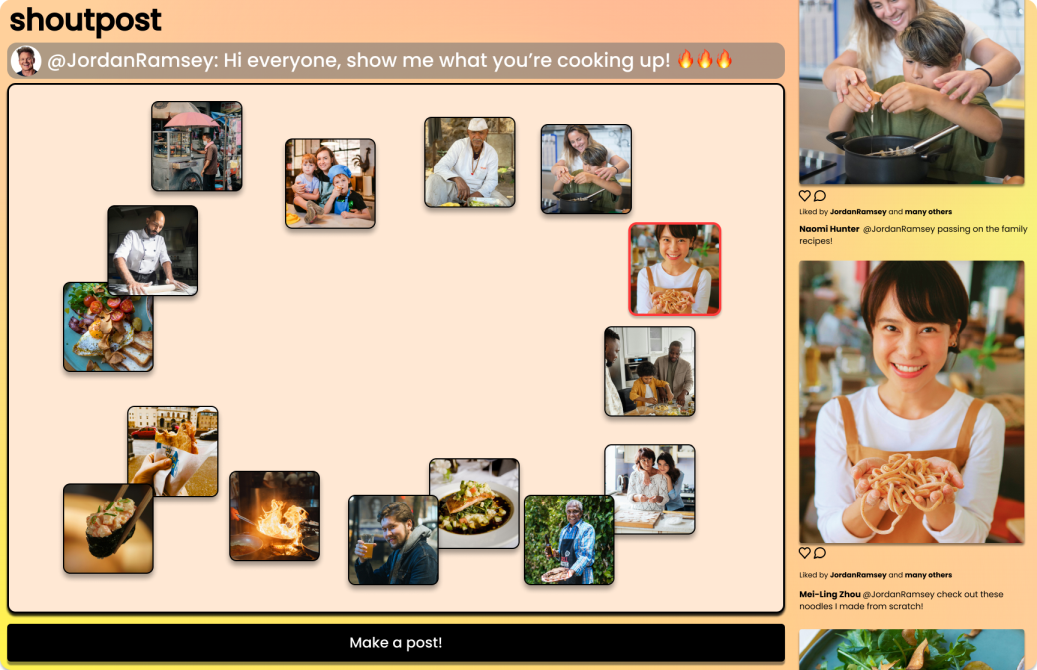 shoutpost
@JordanRamsey: Hi everyone, show me what you’re cooking up! 🔥🔥🔥
Make a post!
Liked by JordanRamsey and many others
Naomi Hunter @JordanRamsey passing on the family
recipes!
Liked by JordanRamsey and many others
Mei-Ling Zhou @JordanRamsey check out these
noodles I made from scratch!